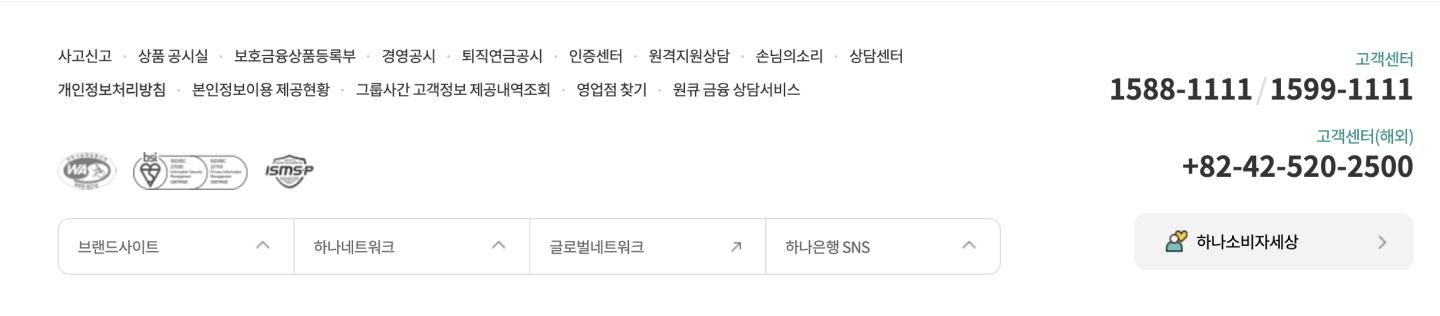 사고신고 · 상품 공시실 · 보호금융상품등록부 · 경영공시 · 퇴직연금공시 · 인증센터 · 원격지원상담 · 손님의소리 · 상담센터
개인정보처리방침 · 본인정보이용 제공현황 · 그룹사간 고객정보 제공내역조회 · 영업점 찾기 · 원큐 금융 상담서비스
고객센터
1588-1111 / 1599-1111
고객센터(해외)
+82-42-520-2500
WA
bsi
ISMS-P
브랜드사이트
하나네트워크
글로벌네트워크
하나은행 SNS
하나소비자세상